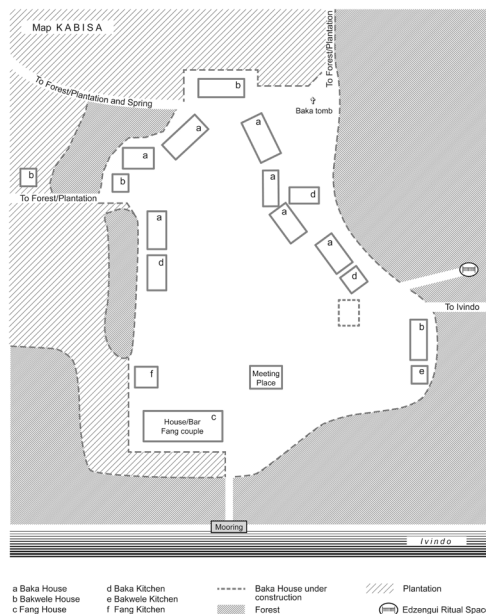 Map KABISA
To Forest/Plantation
To Forest/Plantation and Spring
b
Baka tomb
a
a
a
b
b
a
d
To Forest/Plantation
a
a
a
d
d
To Ivindo
b
f
Meeting
Place
e
c
House/Bar
Fang couple
Mooring
Ivindo
a Baka House
b Bakwele House
c Fang House
d Baka Kitchen
e Bakwele Kitchen
f Fang Kitchen
Baka House under
construction
Forest
Plantation
Edzengui Ritual Spac